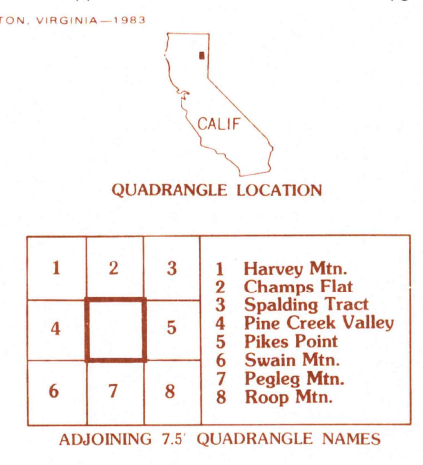 TON, VIRGINIA—1983
CALIF
QUADRANGLE LOCATION
1 2 3
4 5
6 7 8
1 Harvey Mtn.
2 Champs Flat
3 Spalding Tract
4 Pine Creek Valley
5 Pikes Point
6 Swain Mtn.
7 Pegleg Mtn.
8 Roop Mtn.
ADJOINING 7.5' QUADRANGLE NAMES